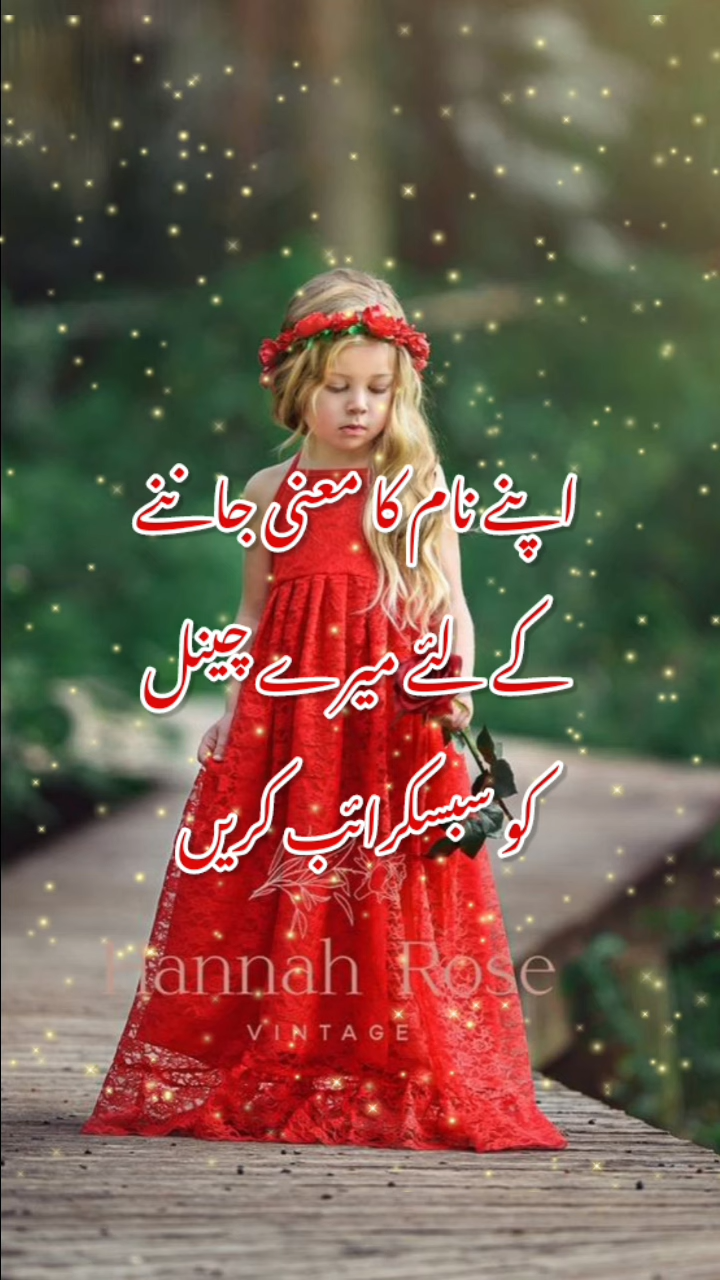 اپنے نام کا معنی جاننے
کے لئے میرے چینل
کو سبسکرائب کریں
Hannah Rose
VINTAGE